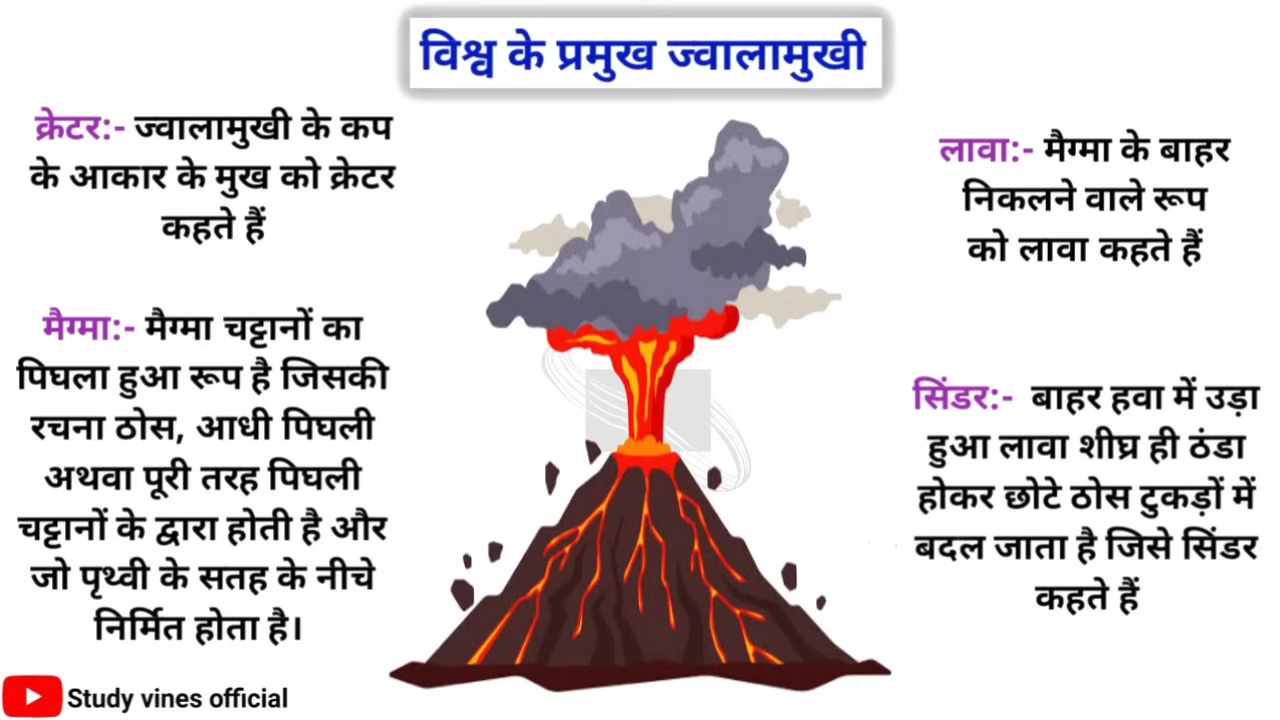 विश्व के प्रमुख ज्वालामुखी
क्रेटर:- ज्वालामुखी के कप
के आकार के मुख को क्रेटर
कहते हैं
मैग्मा:- मैग्मा चट्टानों का
पिघला हुआ रूप है जिसकी
रचना ठोस, आधी पिघली
अथवा पूरी तरह पिघली
चट्टानों के द्वारा होती है और
जो पृथ्वी के सतह के नीचे
निर्मित होता है।
लावा:- मैग्मा के बाहर
निकलने वाले रूप
को लावा कहते हैं
सिंडर:- बाहर हवा में उड़ा
हुआ लावा शीघ्र ही ठंडा
होकर छोटे ठोस टुकड़ों में
बदल जाता है जिसे सिंडर
कहते हैं
Study vines official